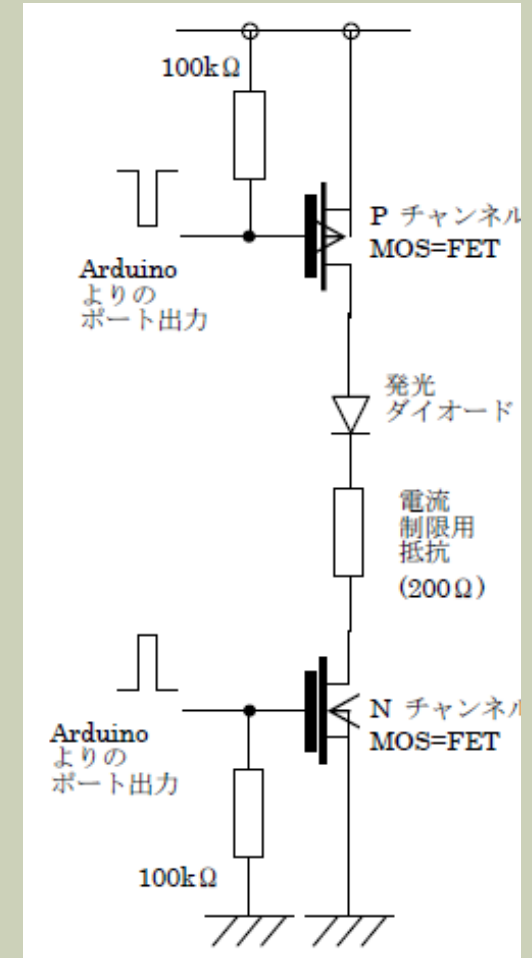 100kΩ
P チャンネル
MOS=FET
Arduino
よりの
ポート出力
発光
ダイオード
電流
制限用
抵抗
(200Ω)
N チャンネル
MOS=FET
Arduino
よりの
ポート出力
100kΩ